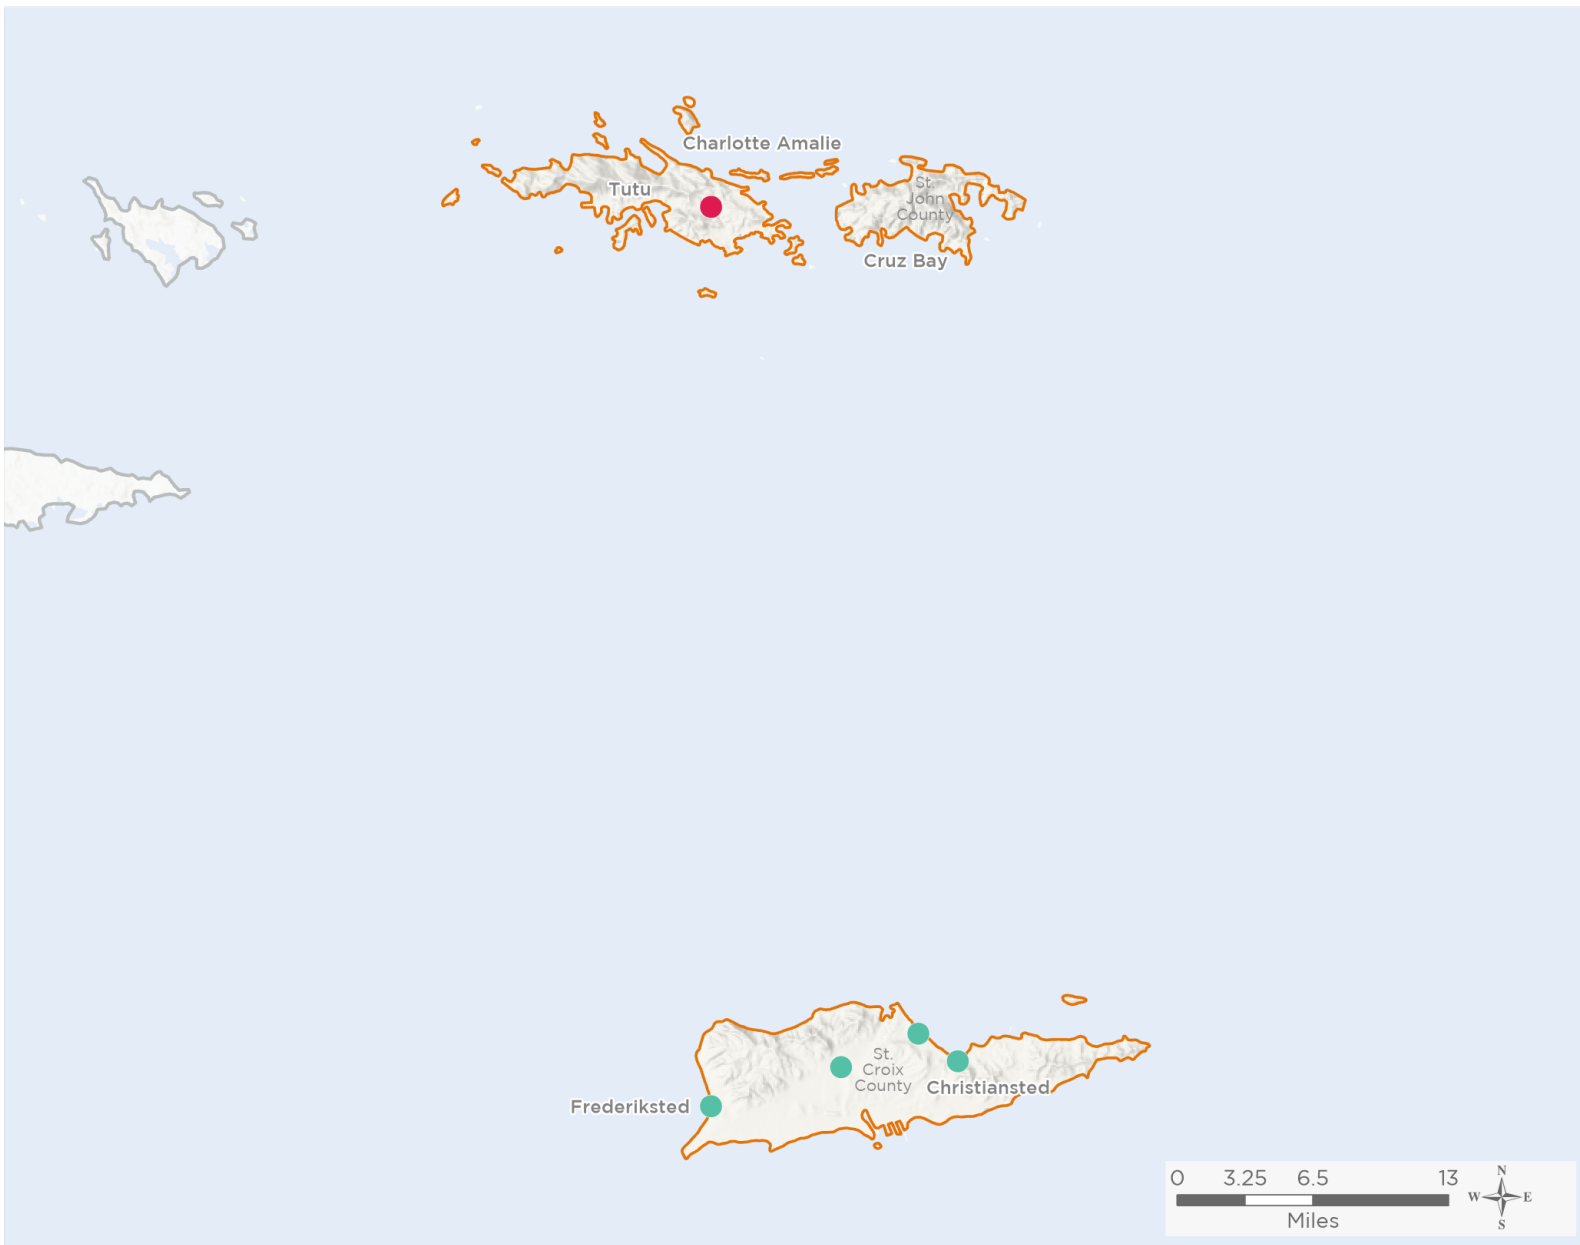 Charlotte Amalie
Tutu
St.
John
County
Cruz Bay
St.
Croix
County
Christiansted
Frederiksted
0 3.25 6.5 13
N
W E
S
Miles